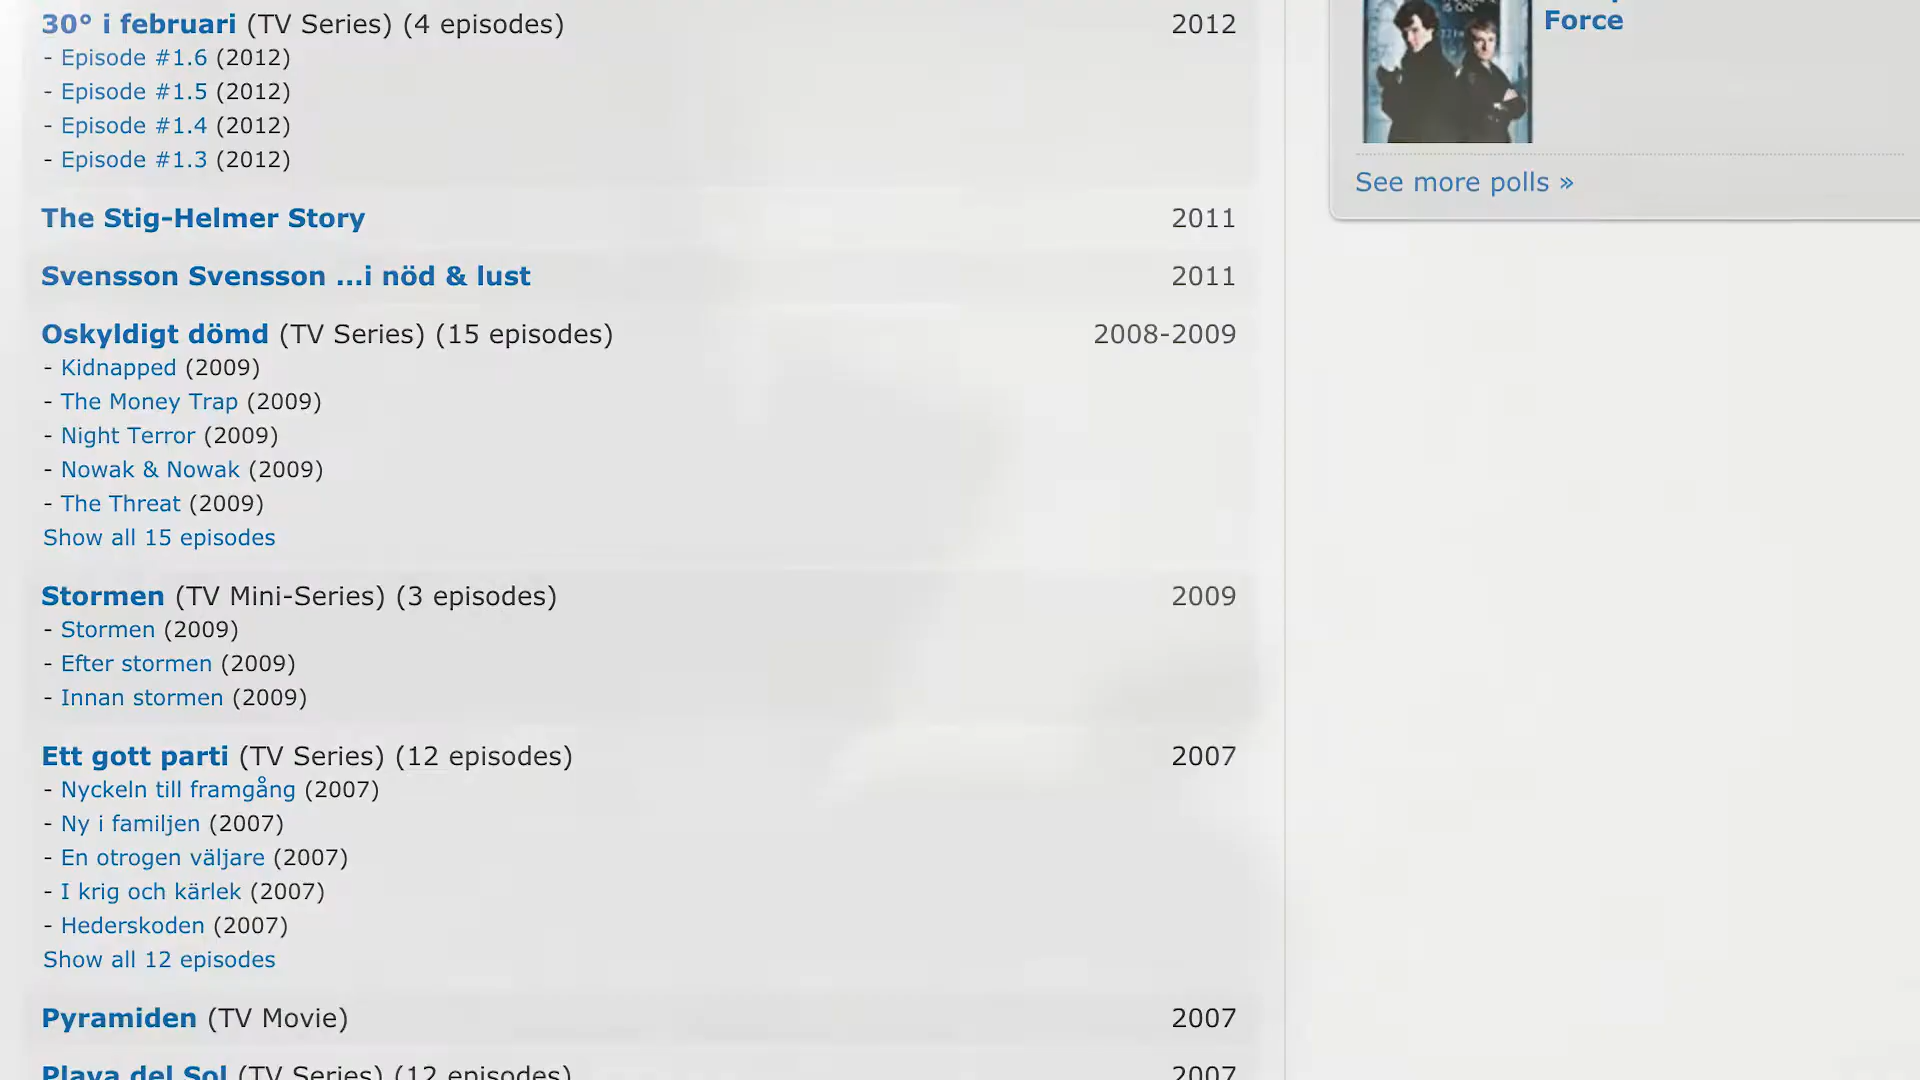 30° i februari (TV Series) (4 episodes) 2012
- Episode #1.6 (2012)
- Episode #1.5 (2012)
- Episode #1.4 (2012)
- Episode #1.3 (2012)
The Stig-Helmer Story 2011
Svensson Svensson ...i nöd & lust 2011
Oskyldigt dömd (TV Series) (15 episodes) 2008-2009
- Kidnapped (2009)
- The Money Trap (2009)
- Night Terror (2009)
- Nowak & Nowak (2009)
- The Threat (2009)
Show all 15 episodes
Stormen (TV Mini-Series) (3 episodes) 2009
- Stormen (2009)
- Efter stormen (2009)
- Innan stormen (2009)
Ett gott parti (TV Series) (12 episodes) 2007
- Nyckeln till framgång (2007)
- Ny i familjen (2007)
- En otrogen väljare (2007)
- I krig och kärlek (2007)
- Hederskoden (2007)
Show all 12 episodes
Pyramiden (TV Movie) 2007
Playa del Sol (TV Series) (12 episodes) 2007
IS ON
Force
See more polls »